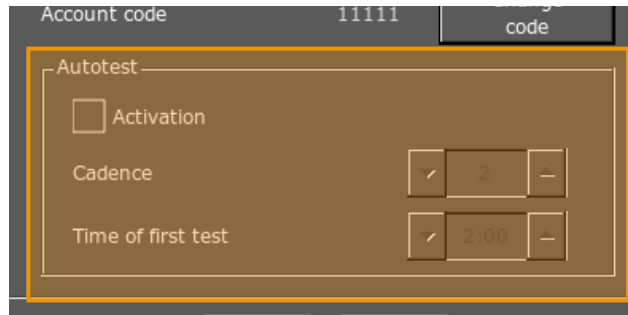 Account code 11111
code
Autotest
Activation
Cadence 2
Time of first test 2:00